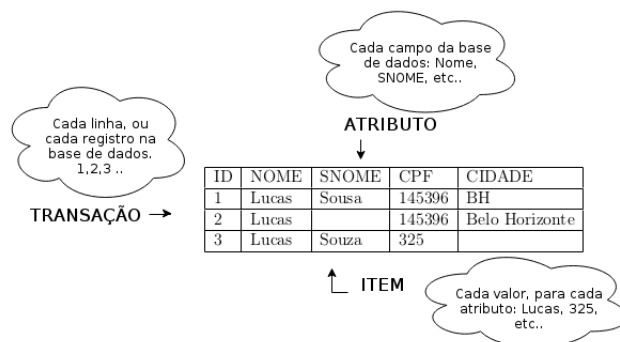 Cada campo da base
de dados: Nome,
SNOME, etc..
ATRIBUTO
Cada linha, ou
cada registro na
base de dados.
1,2,3 ..
TRANSAÇÃO
ID NOME SNOME CPF CIDADE
1 Lucas Sousa 145396 BH
2 Lucas 145396 Belo Horizonte
3 Lucas Souza 325
ITEM
Cada valor, para cada
atributo: Lucas, 325,
etc..